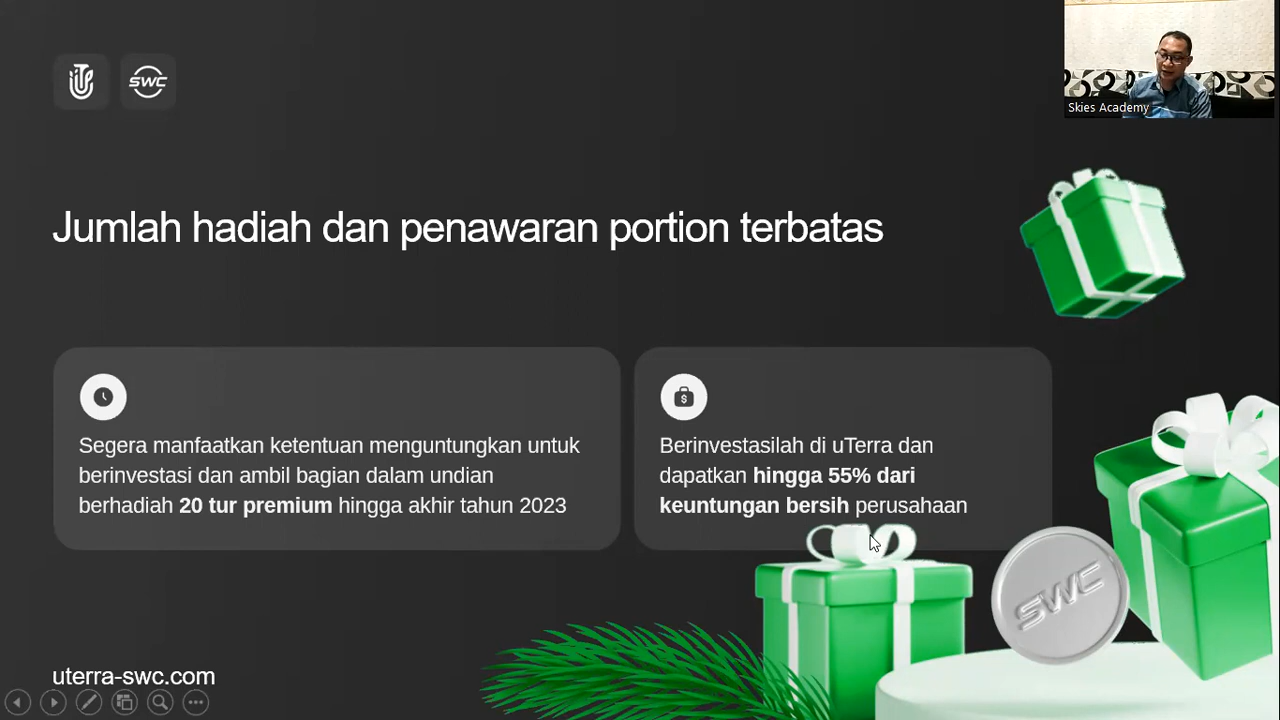 SWC
Skies Academy
Jumlah hadiah dan penawaran portion terbatas
Segera manfaatkan ketentuan menguntungkan untuk
berinvestasi dan ambil bagian dalam undian
berhadiah 20 tur premium hingga akhir tahun 2023
Berinvestasilah di uTerra dan
dapatkan hingga 55% dari
keuntungan bersih perusahaan
SWC
uterra-swc.com